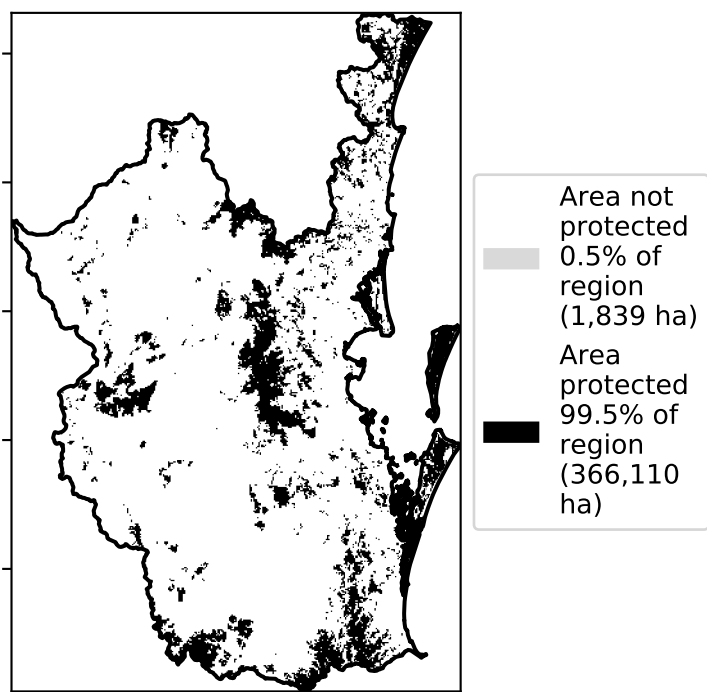 Area not
protected
0.5% of
region
(1,839 ha)
Area
protected
99.5% of
region
(366,110
ha)